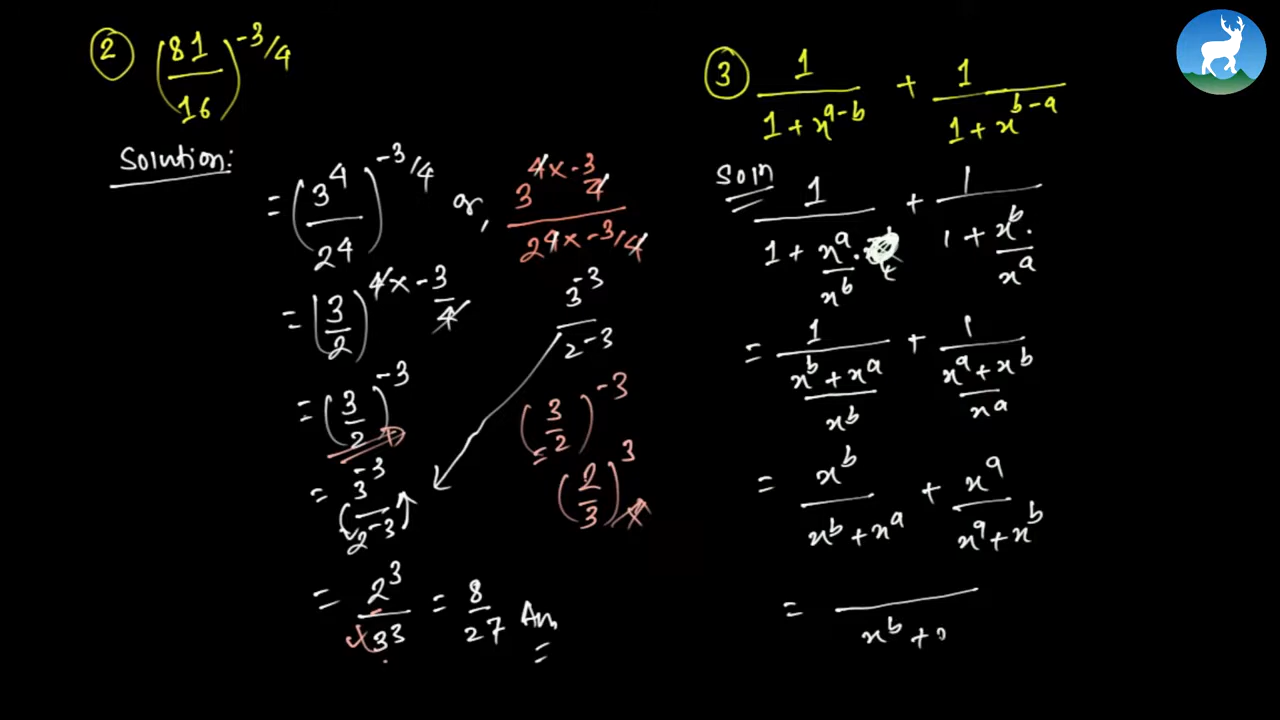 ② (81/16)^{-3/4}
Solution:
= (3^4/2^4)^{-3/4} or, 3^{4×-3/4}/2^{4×-3/4}
= (3/2)^{4×-3/4} 3^{-3}/2^{-3}
= (3/2)^{-3} (3/2)^{-3}
= (3^{-3}/2^{-3}) (2/3)^3
= 2^3/3^3 = 8/27 Ans
③ 1/(1+x^{a-b}) + 1/(1+x^{b-a})
Soln
1/(1+x^a/x^b.) + 1/(1+x^b./x^a)
= 1/((x^b+x^a)/x^b) + 1/((x^a+x^b)/x^a)
= x^b/(x^b+x^a) + x^a/(x^a+x^b)
= /(x^b+